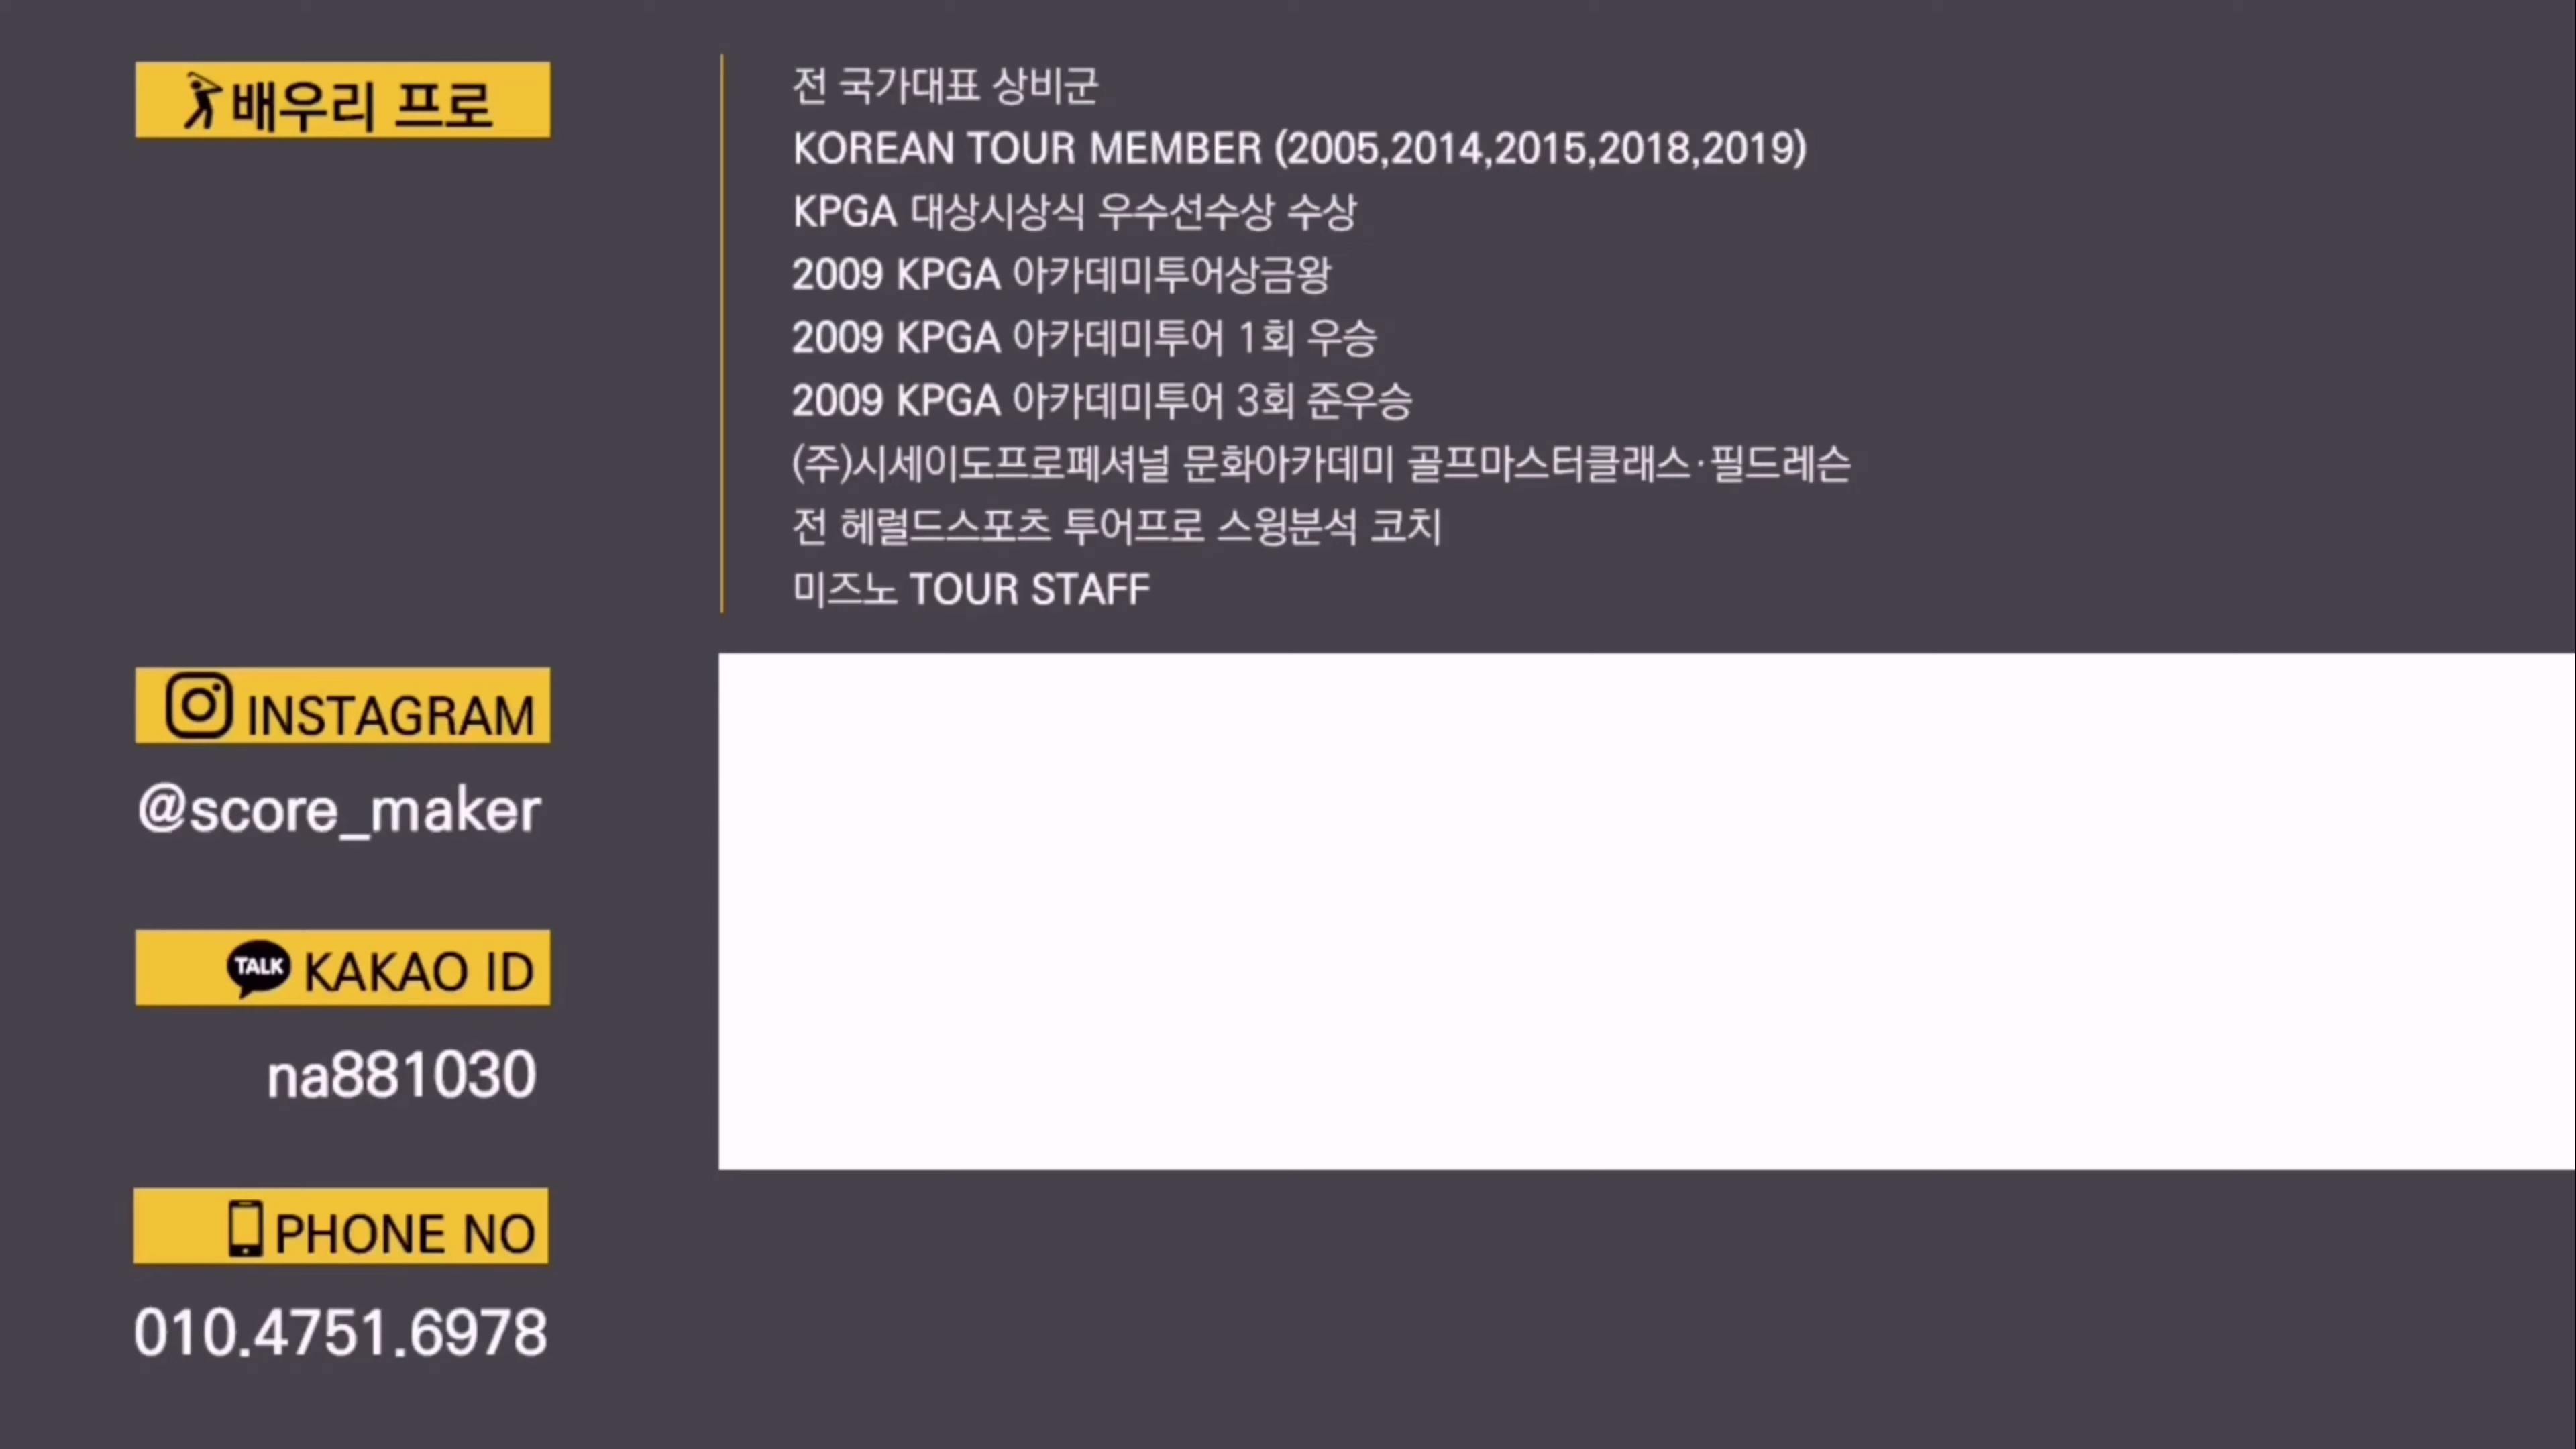 배우리 프로
전 국가대표 상비군
KOREAN TOUR MEMBER (2005,2014,2015,2018,2019)
KPGA 대상시상식 우수선수상 수상
2009 KPGA 아카데미투어상금왕
2009 KPGA 아카데미투어 1회 우승
2009 KPGA 아카데미투어 3회 준우승
(주)시세이도프로페셔널 문화아카데미 골프마스터클래스·필드레슨
전 헤럴드스포츠 투어프로 스윙분석 코치
미즈노 TOUR STAFF
INSTAGRAM
@score_maker
TALK KAKAO ID
na881030
PHONE NO
010.4751.6978